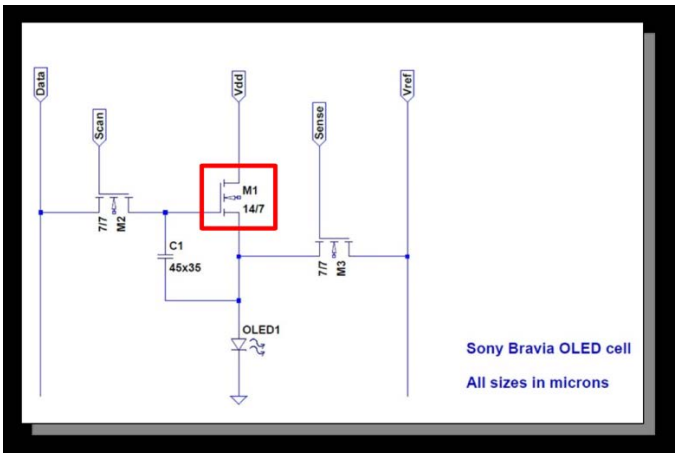 Data
Scan
Vdd
Sense
Vref
M1
14/7
7/7
M2
C1
45x35
7/7
M3
OLED1
Sony Bravia OLED cell
All sizes in microns